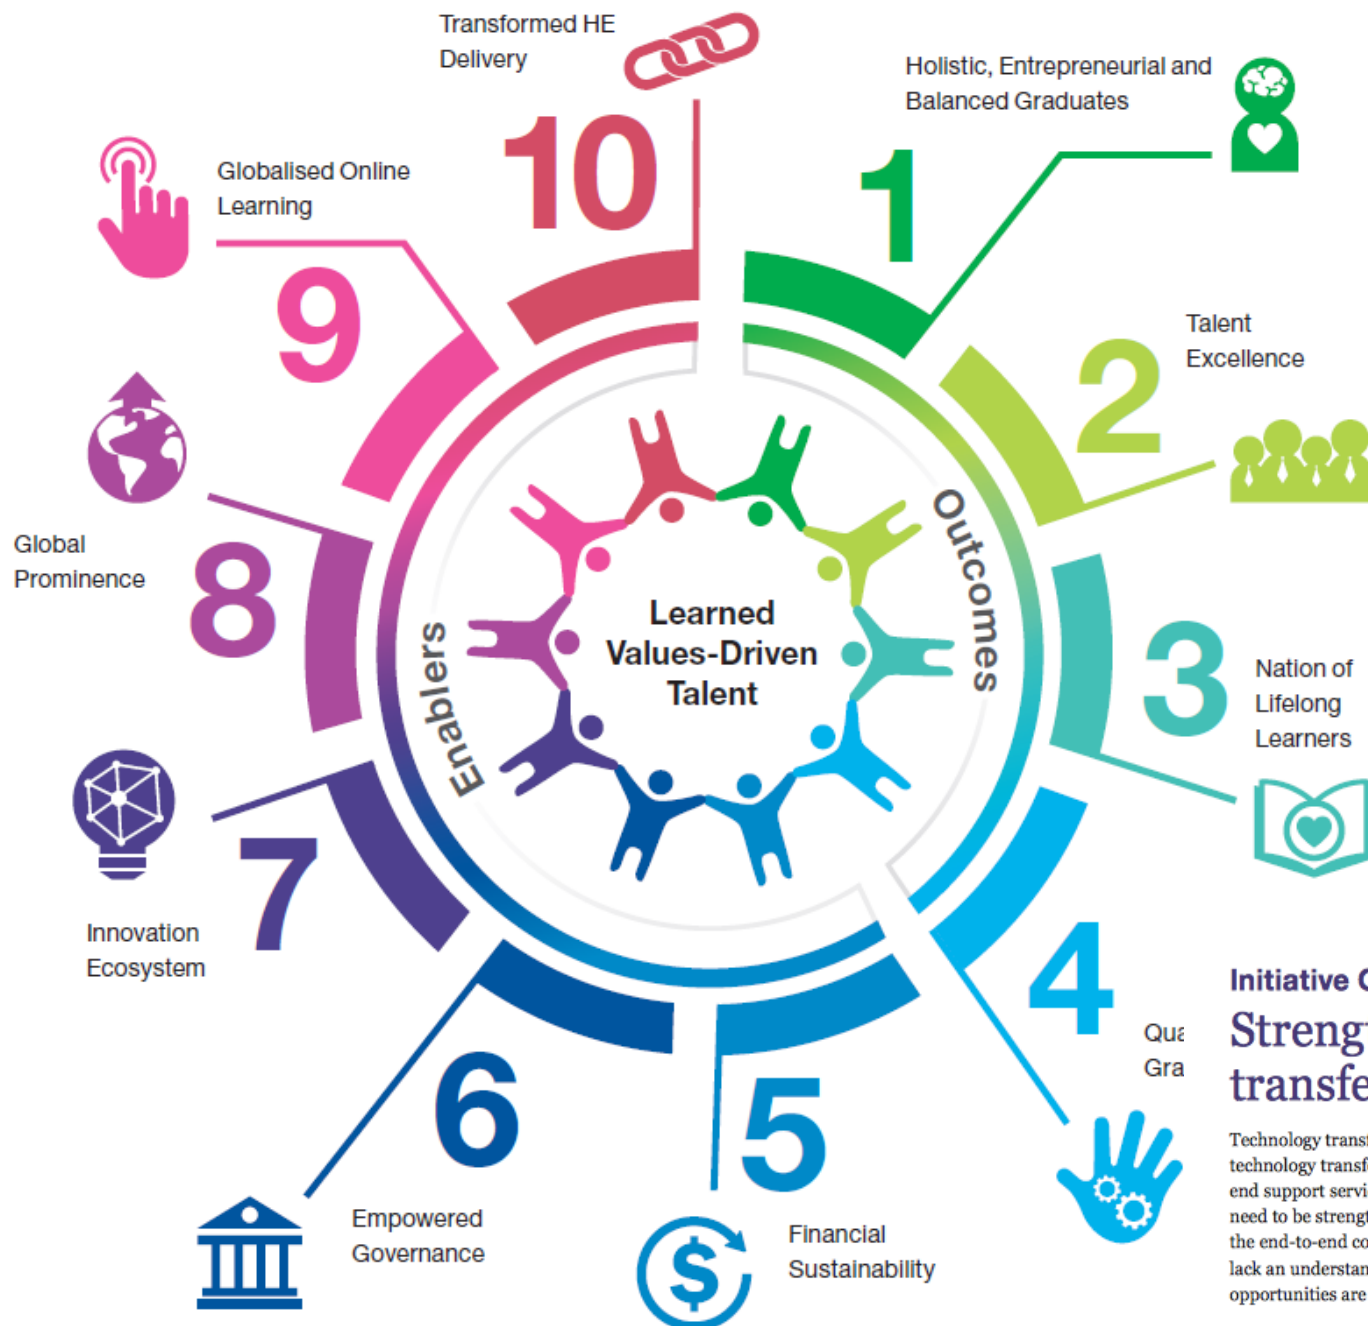 Transformed HE
Delivery
10
Holistic, Entrepreneurial and
Balanced Graduates
1
Talent
Excellence
2
Nation of
Lifelong
Learners
3
4
Financial
Sustainability
5
Empowered
Governance
6
Innovation
Ecosystem
7
Global
Prominence
8
Globalised Online
Learning
9
Outcomes
Enablers
Learned
Values-Driven
Talent
Initiative
Technology
technology
end support
need to be
the end-to-end
lack an
opportunities are